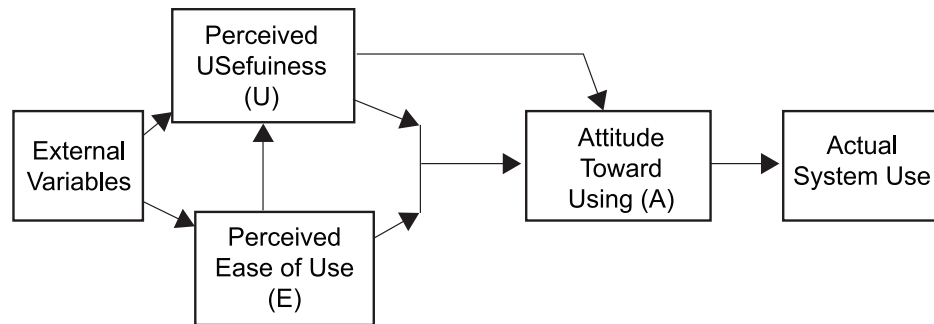 External
Variables
Perceived
USefuiness
(U)
Perceived
Ease of Use
(E)
Attitude
Toward
Using (A)
Actual
System Use